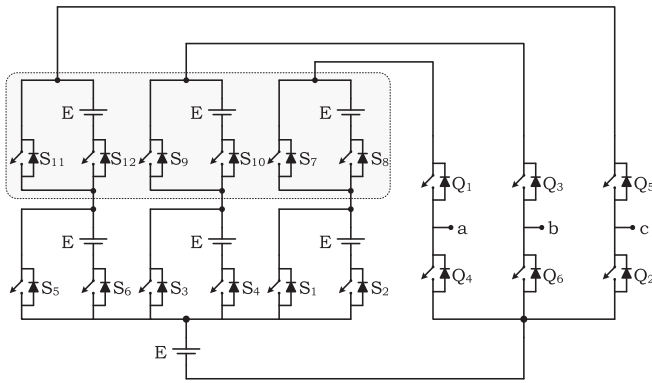 E E E
S11 S12 S9 S10 S7 S8
Q1 Q3 Q5
a b c
E E E
S5 S6 S3 S4 S1 S2
Q4 Q6 Q2
E